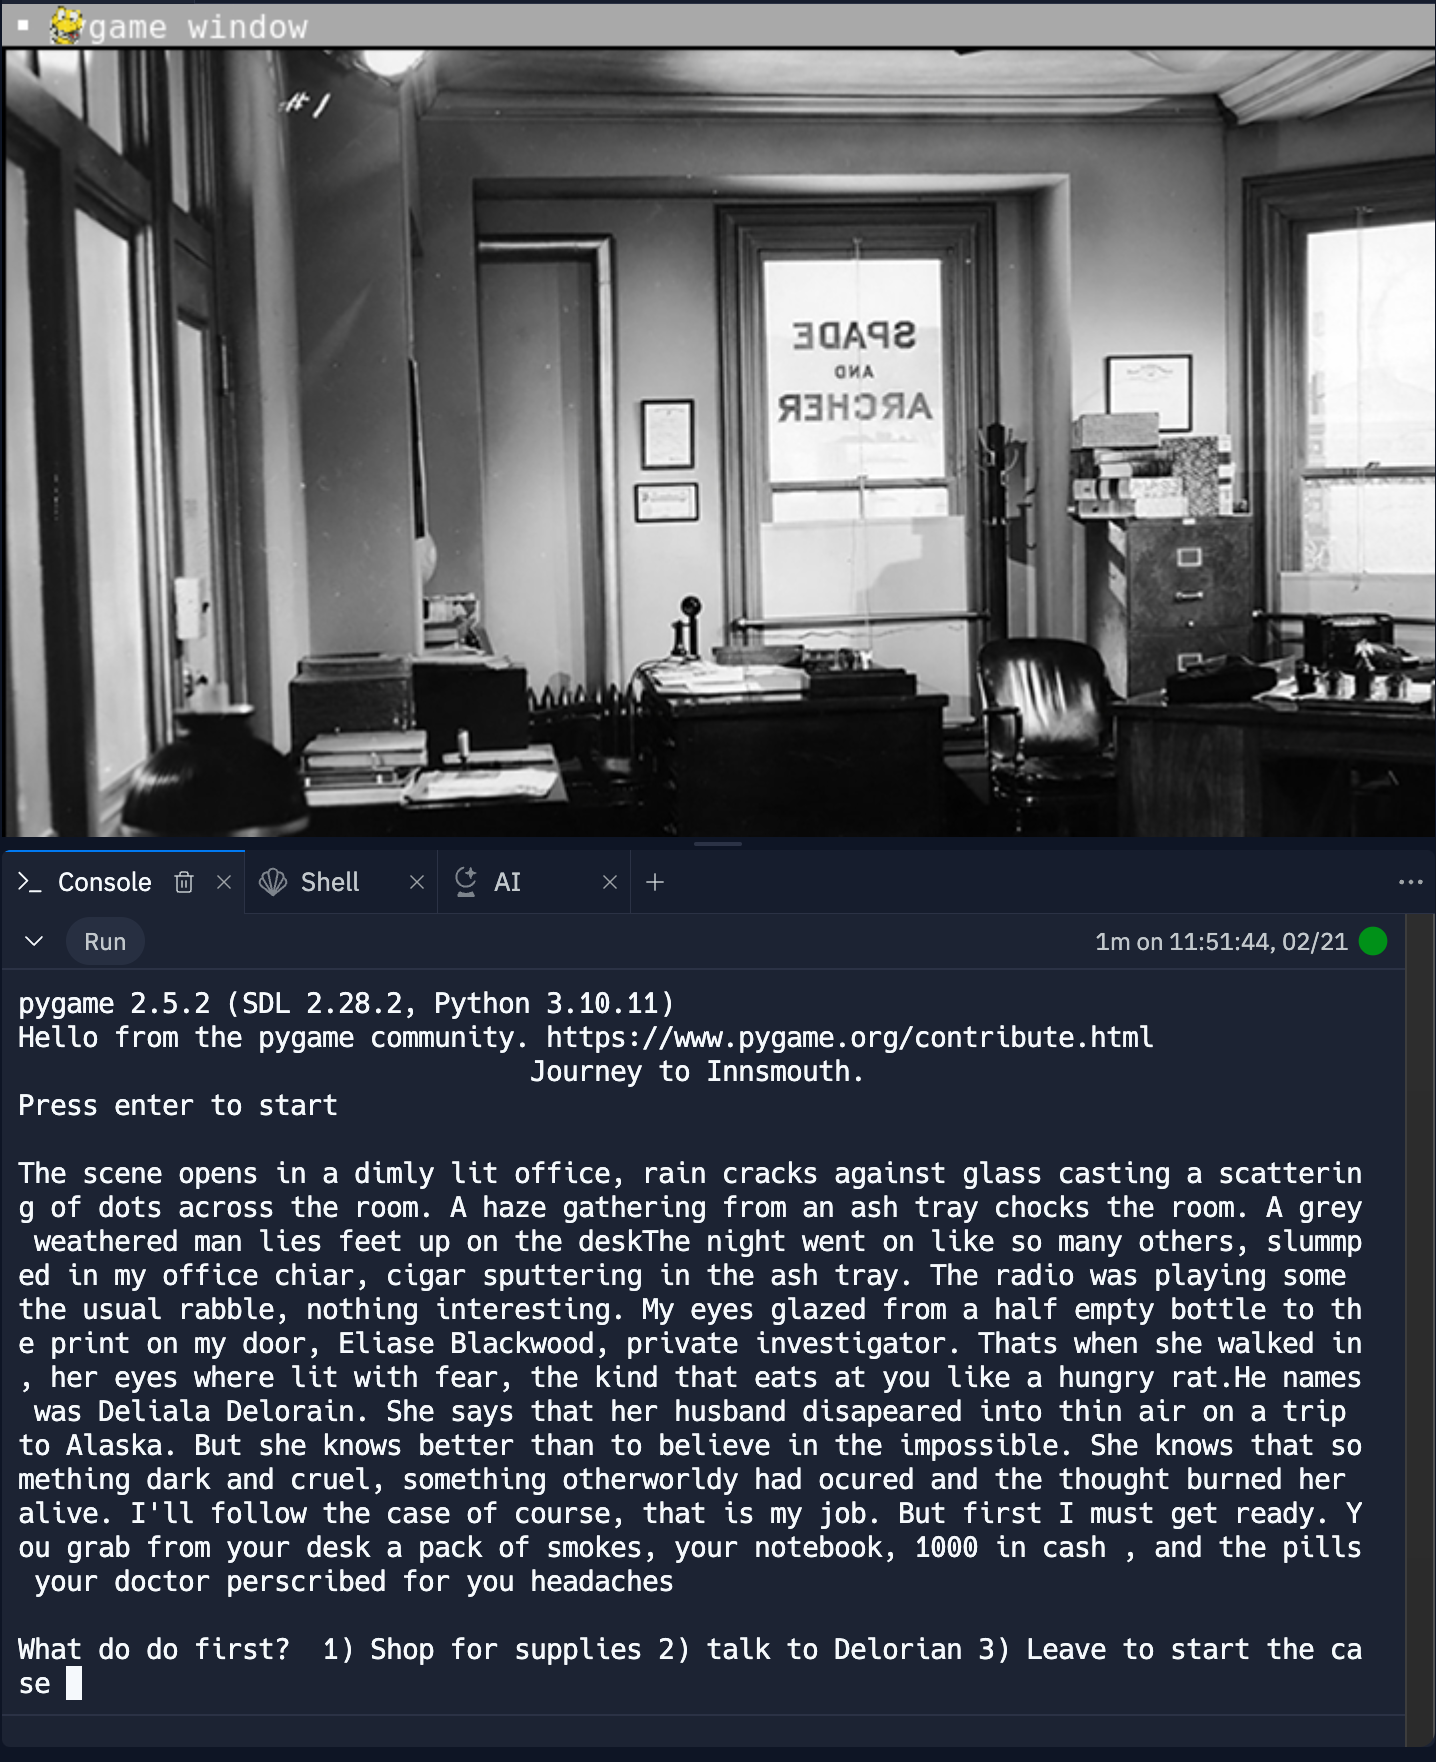 game window
#1
SPADE
AND
ARCHER
Console
Shell
AI
Run
1m on 11:51:44, 02/21
pygame 2.5.2 (SDL 2.28.2, Python 3.10.11)
Hello from the pygame community. https://www.pygame.org/contribute.html
Journey to Innsmouth.
Press enter to start
The scene opens in a dimly lit office, rain cracks against glass casting a scatterin
g of dots across the room. A haze gathering from an ash tray chocks the room. A grey
weathered man lies feet up on the deskThe night went on like so many others, slummp
ed in my office chiar, cigar sputtering in the ash tray. The radio was playing some
the usual rabble, nothing interesting. My eyes glazed from a half empty bottle to th
e print on my door, Eliase Blackwood, private investigator. Thats when she walked in
, her eyes where lit with fear, the kind that eats at you like a hungry rat.He names
was Deliala Delorain. She says that her husband disapeared into thin air on a trip
to Alaska. But she knows better than to believe in the impossible. She knows that so
mething dark and cruel, something otherworldy had ocured and the thought burned her
alive. I'll follow the case of course, that is my job. But first I must get ready. Y
ou grab from your desk a pack of smokes, your notebook, 1000 in cash , and the pills
your doctor perscribed for you headaches
What do do first?  1) Shop for supplies 2) talk to Delorian 3) Leave to start the ca
se